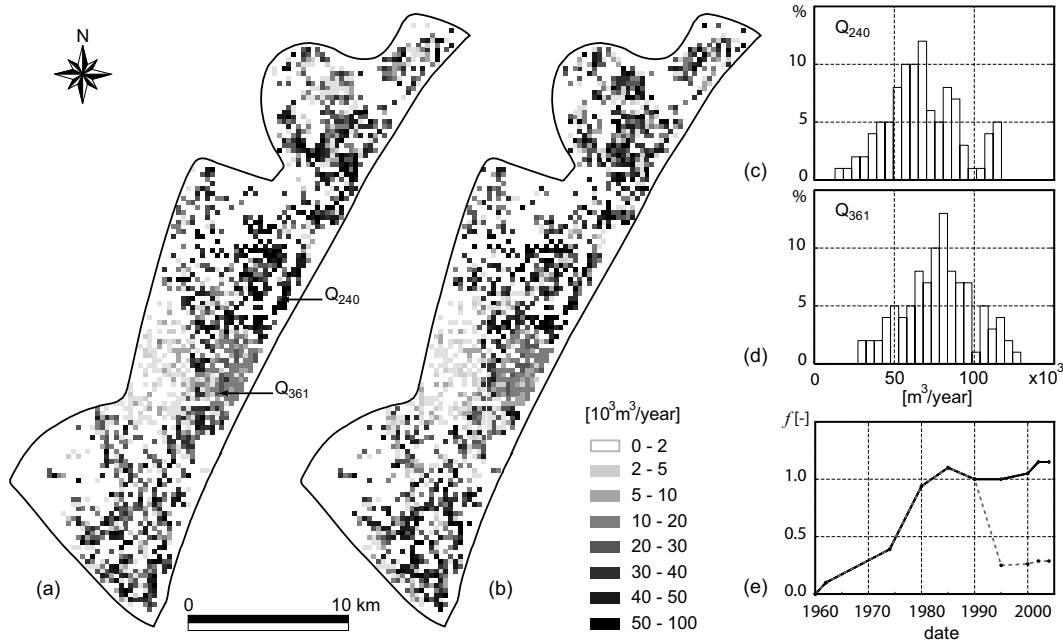 N
Q240
Q361
(a)
0 10 km
(b)
[10³m³/year]
0 - 2
2 - 5
5 - 10
10 - 20
20 - 30
30 - 40
40 - 50
50 - 100
%
Q240
10
5
0
(c)
%
Q361
10
5
0
(d)
0 50 100 x10³
[m³/year]
f [-]
1.0
0.5
0.0
(e)
1960 1970 1980 1990 2000
date